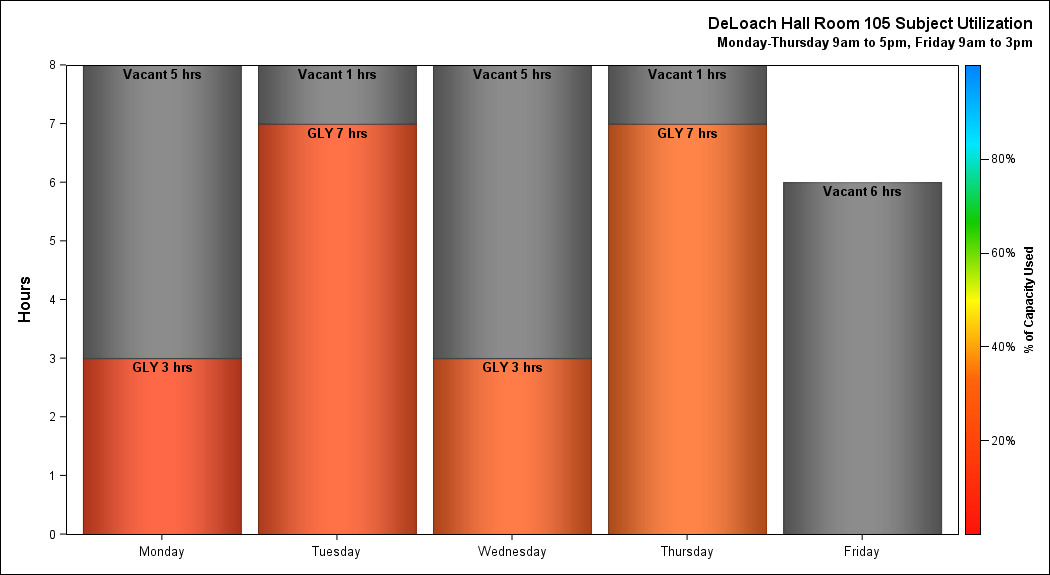 DeLoach Hall Room 105 Subject Utilization
Monday-Thursday 9am to 5pm, Friday 9am to 3pm
8
7
6
5
4
3
2
1
0
Hours
Vacant 5 hrs
GLY 3 hrs
Vacant 1 hrs
GLY 7 hrs
Vacant 5 hrs
GLY 3 hrs
Vacant 1 hrs
GLY 7 hrs
Vacant 6 hrs
Monday
Tuesday
Wednesday
Thursday
Friday
80%
60%
40%
20%
% of Capacity Used